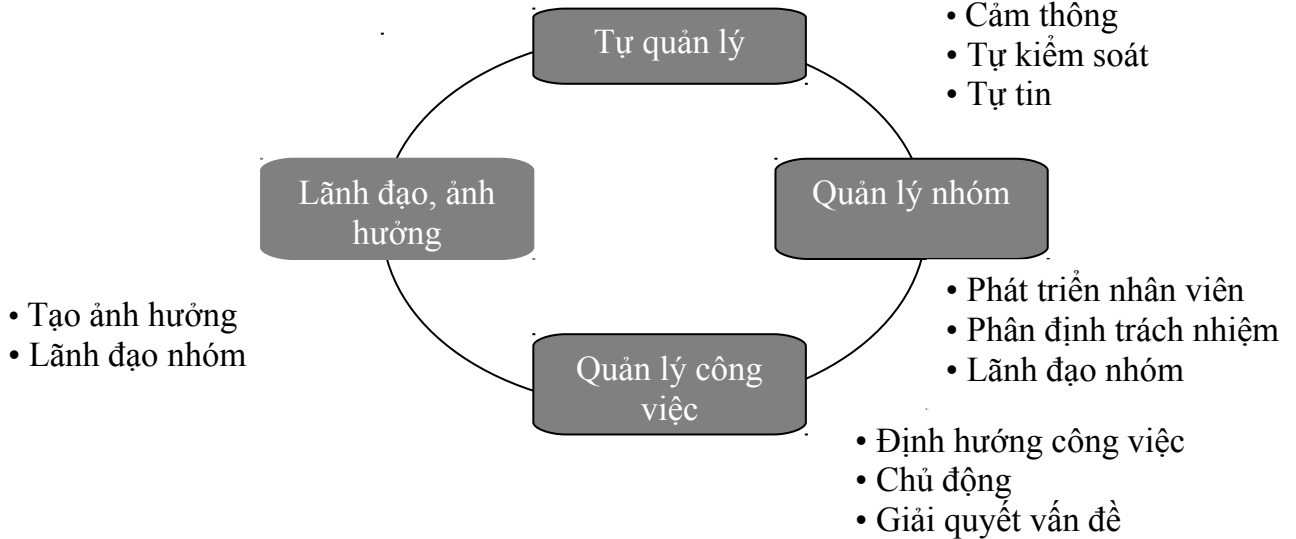 • Cảm thông
• Tự kiểm soát
• Tự tin
Tự quản lý
Lãnh đạo, ảnh
hưởng
Quản lý nhóm
• Tạo ảnh hưởng
• Lãnh đạo nhóm
• Phát triển nhân viên
• Phân định trách nhiệm
• Lãnh đạo nhóm
Quản lý công
việc
• Định hướng công việc
• Chủ động
• Giải quyết vấn đề